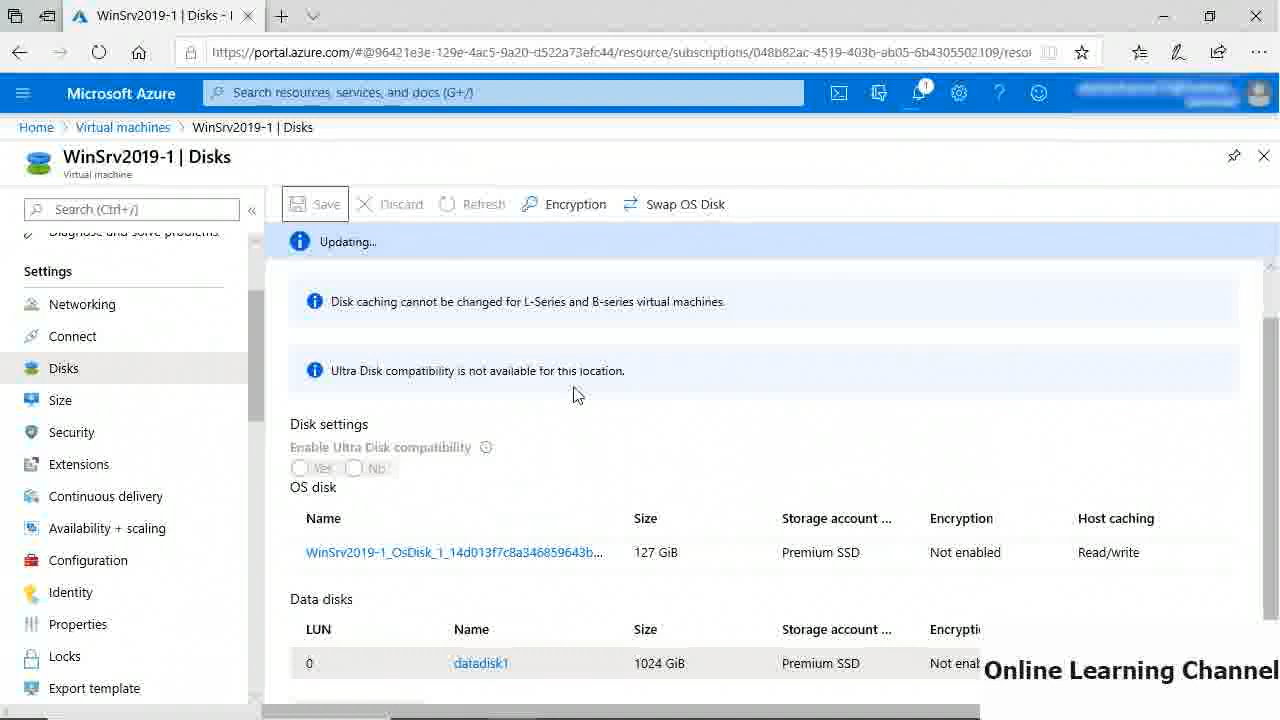 WinSrv2019-1 | Disks - I
https://portal.azure.com/#@96421e3e-129e-4ac5-9a20-d522a73efc44/resource/subscriptions/048b82ac-4519-403b-ab05-6b4305502109/resou
Microsoft Azure
Search resources, services, and docs (G+/)
1
Home > Virtual machines > WinSrv2019-1 | Disks
WinSrv2019-1 | Disks
Virtual machine
Search (Ctrl+/)
«
Save
Discard
Refresh
Encryption
Swap OS Disk
Diagnose and solve problems
Updating...
Settings
Networking
Connect
Disks
Size
Security
Extensions
Continuous delivery
Availability + scaling
Configuration
Identity
Properties
Locks
Export template
Disk caching cannot be changed for L-Series and B-series virtual machines.
Ultra Disk compatibility is not available for this location.
Disk settings
Enable Ultra Disk compatibility
Yes No
OS disk
Name Size Storage account ... Encryption Host caching
WinSrv2019-1_OsDisk_1_14d013f7c8a346859643b... 127 GiB Premium SSD Not enabled Read/write
Data disks
LUN Name Size Storage account ... Encrypti
0 datadisk1 1024 GiB Premium SSD Not enab
Online Learning Channel